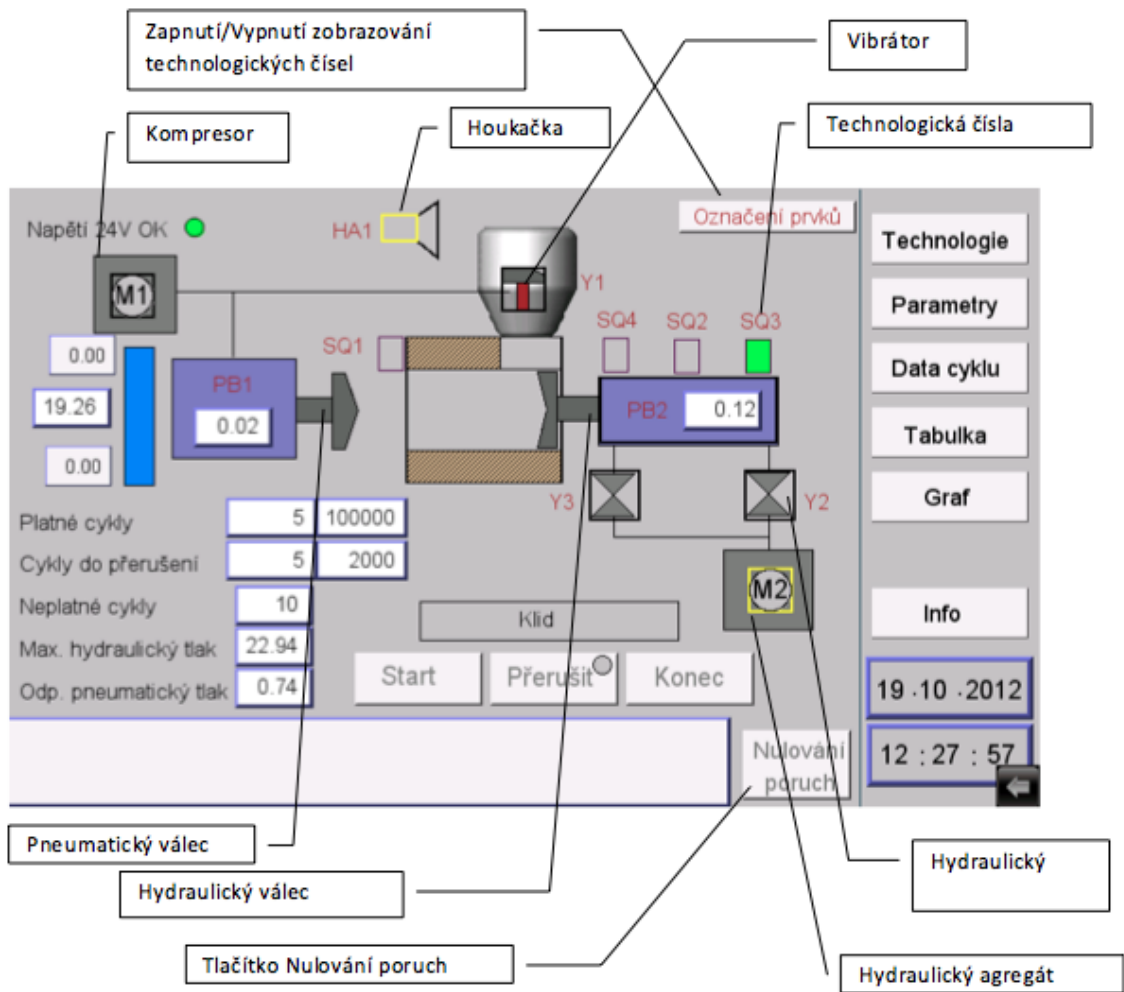 Zapnutí/Vypnutí zobrazování
technologických čísel
Vibrátor
Kompresor
Houkačka
Technologická čísla
Napětí 24V OK
HA1
Označení prvků
Technologie
M1
Y1
Parametry
SQ4
SQ2
SQ3
SQ1
0.00
Data cyklu
PB1
19.26
0.02
PB2
0.12
Tabulka
0.00
Y3
Y2
Graf
Platné cykly
5
100000
Cykly do přerušení
5
2000
M2
Neplatné cykly
10
Klid
Info
Max. hydraulický tlak
22.94
Odp. pneumatický tlak
0.74
Start
Přerušit
Konec
19.10.2012
Nulování
poruch
12:27:57
Pneumatický válec
Hydraulický
Hydraulický válec
Tlačítko Nulování poruch
Hydraulický agregát